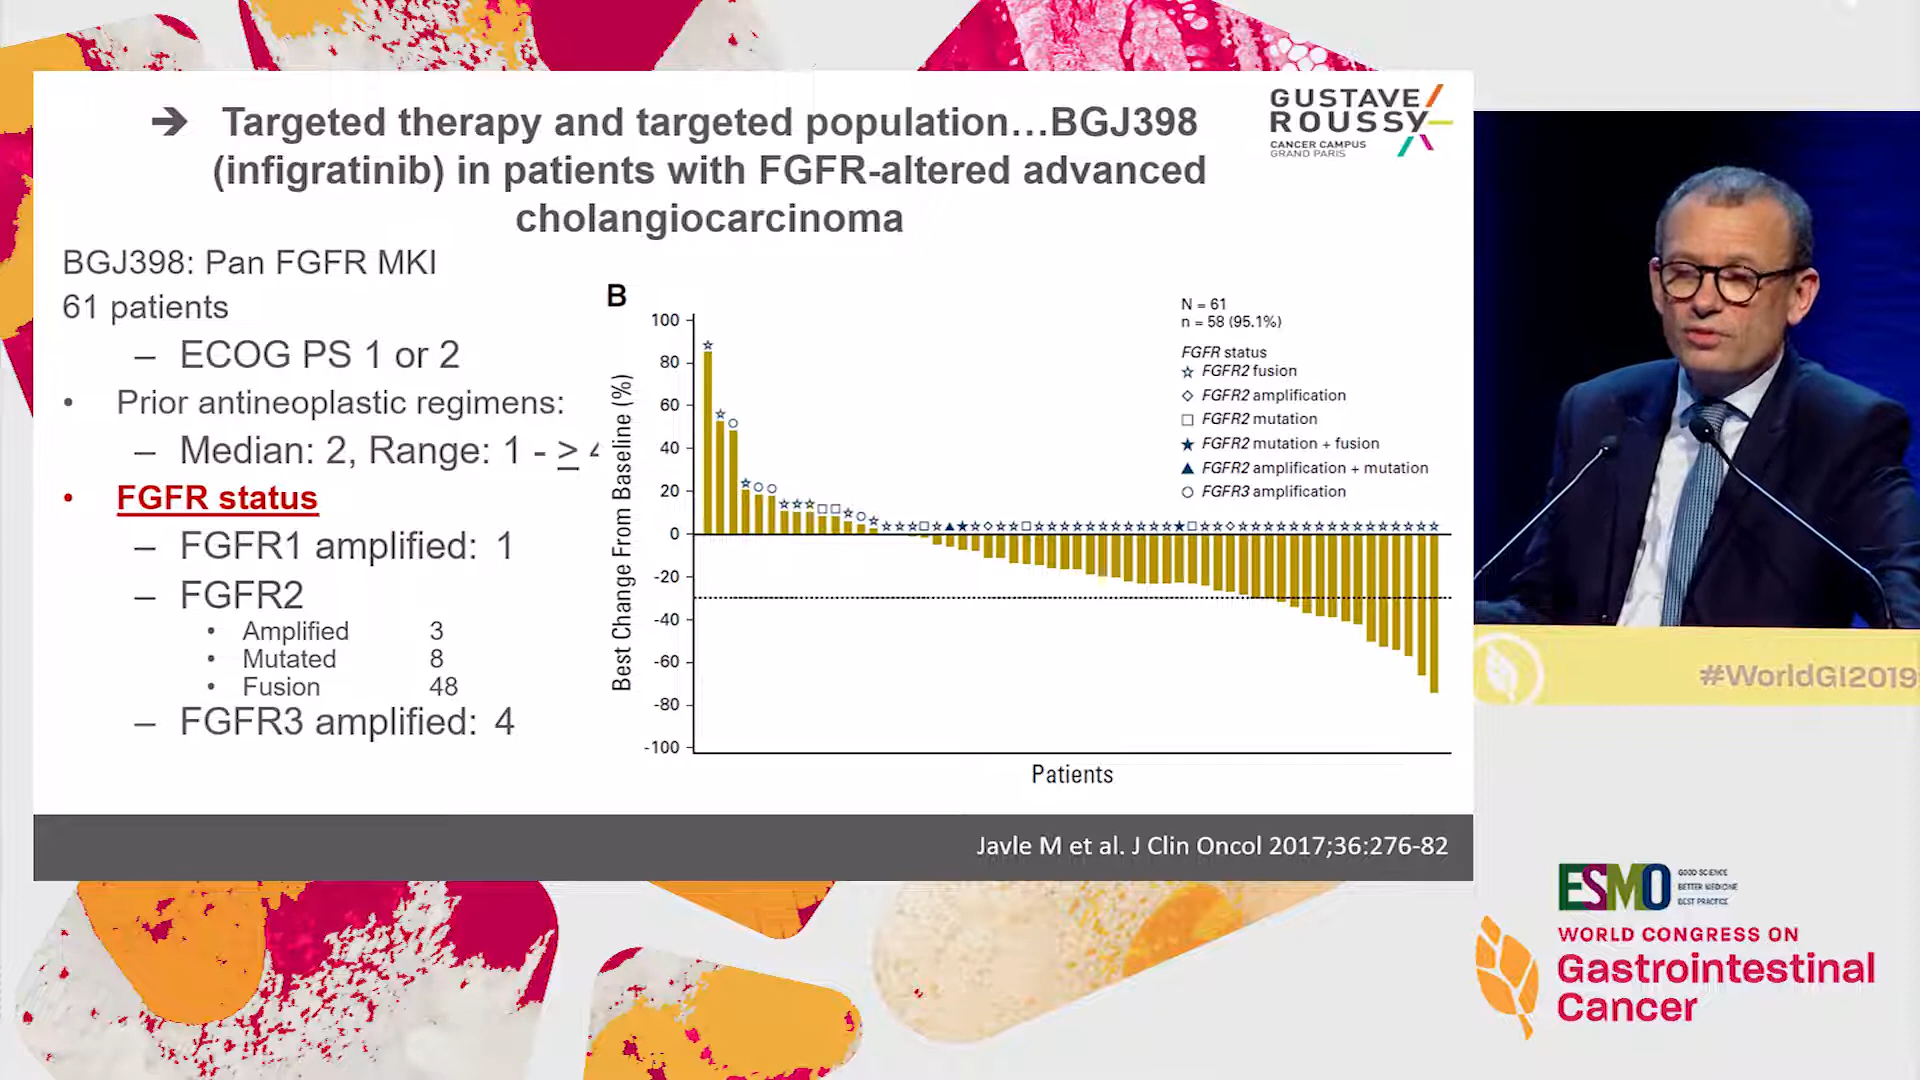 ➔ Targeted therapy and targeted population…BGJ398
(infigratinib) in patients with FGFR-altered advanced
cholangiocarcinoma
GUSTAVE
ROUSSY
CANCER CAMPUS
GRAND PARIS
BGJ398: Pan FGFR MKI
61 patients
– ECOG PS 1 or 2
• Prior antineoplastic regimens:
– Median: 2, Range: 1 - ≥
• FGFR status
– FGFR1 amplified: 1
– FGFR2
• Amplified 3
• Mutated 8
• Fusion 48
– FGFR3 amplified: 4
B
Best Change From Baseline (%)
100
80
60
40
20
0
-20
-40
-60
-80
-100
Patients
N = 61
n = 58 (95.1%)
FGFR status
FGFR2 fusion
FGFR2 amplification
FGFR2 mutation
FGFR2 mutation + fusion
FGFR2 amplification + mutation
FGFR3 amplification
Javle M et al. J Clin Oncol 2017;36:276-82
#WorldGI2019
ESMO
GOOD SCIENCE
BETTER MEDICINE
BEST PRACTICE
WORLD CONGRESS ON
Gastrointestinal
Cancer